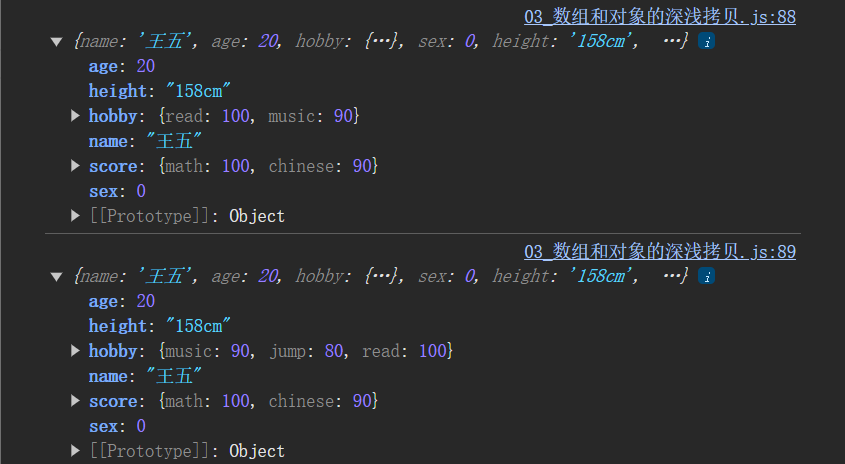 03_数组和对象的深浅拷贝.js:88
▼ {name: '王五', age: 20, hobby: {…}, sex: 0, height: '158cm', …} i
age: 20
height: "158cm"
▶ hobby: {read: 100, music: 90}
name: "王五"
▶ score: {math: 100, chinese: 90}
sex: 0
▶ [[Prototype]]: Object
03_数组和对象的深浅拷贝.js:89
▼ {name: '王五', age: 20, hobby: {…}, sex: 0, height: '158cm', …} i
age: 20
height: "158cm"
▶ hobby: {music: 90, jump: 80, read: 100}
name: "王五"
▶ score: {math: 100, chinese: 90}
sex: 0
▶ [[Prototype]]: Object